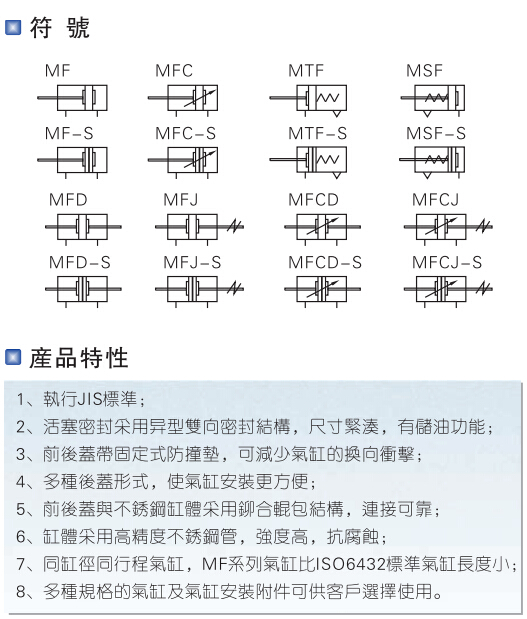 符 號
MF MFC MTF MSF
MF-S MFC-S MTF-S MSF-S
MFD MFJ MFCD MFCJ
MFD-S MFJ-S MFCD-S MFCJ-S
産品特性
1、執行JIS標準;
2、活塞密封采用异型雙向密封結構，尺寸緊湊，有儲油功能;
3、前後蓋帶固定式防撞墊，可減少氣缸的換向衝擊;
4、多種後蓋形式，使氣缸安裝更方便;
5、前後蓋與不銹鋼缸體采用鉚合輥包結構，連接可靠;
6、缸體采用高精度不銹鋼管，強度高，抗腐蝕;
7、同缸徑同行程氣缸，MF系列氣缸比ISO6432標準氣缸長度小;
8、多種規格的氣缸及氣缸安裝附件可供客戶選擇使用。